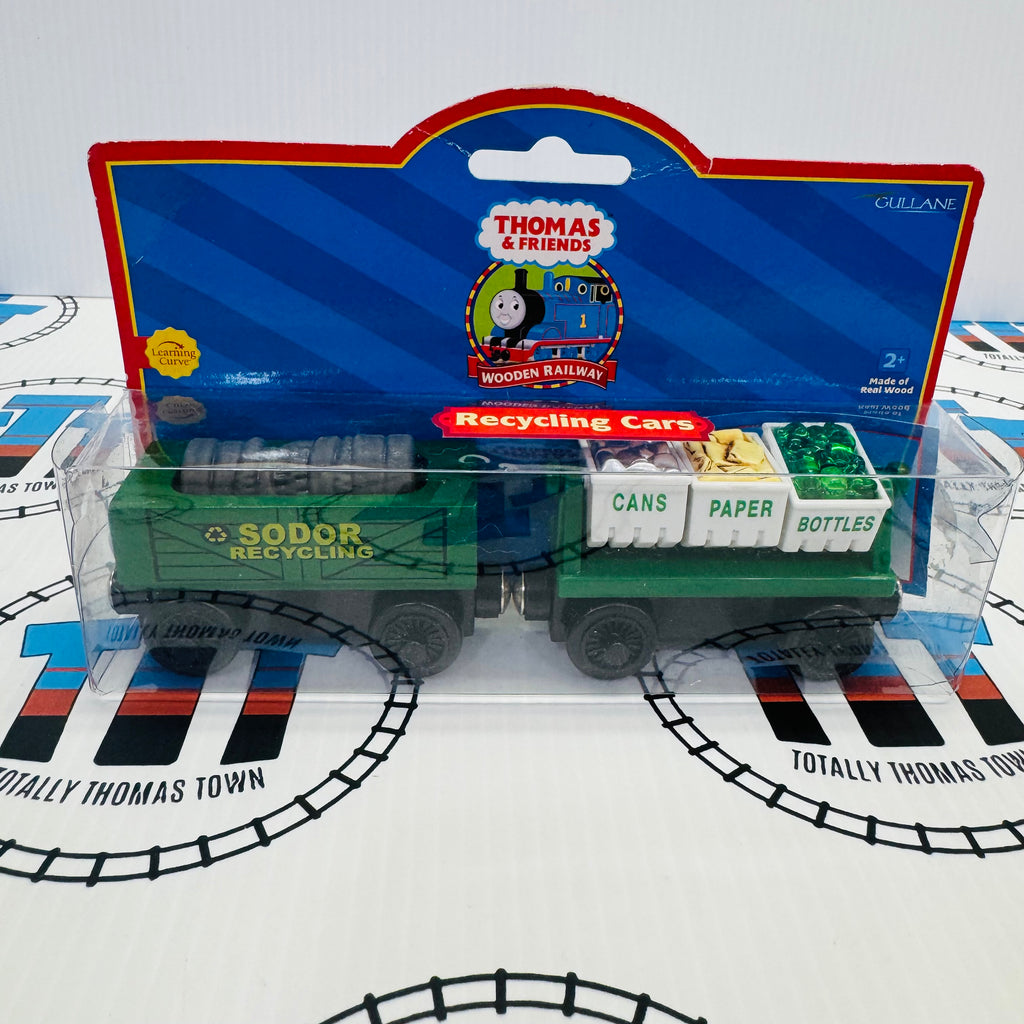 GULLANE
THOMAS
& FRIENDS
1
WOODEN RAILWAY
Learning
Curve
2+
Made of
Real Wood
Recycling Cars
CANS
PAPER
BOTTLES
SODOR
RECYCLING
TOTALLY THOMAS TOWN
TOTALLY THOMAS TOWN